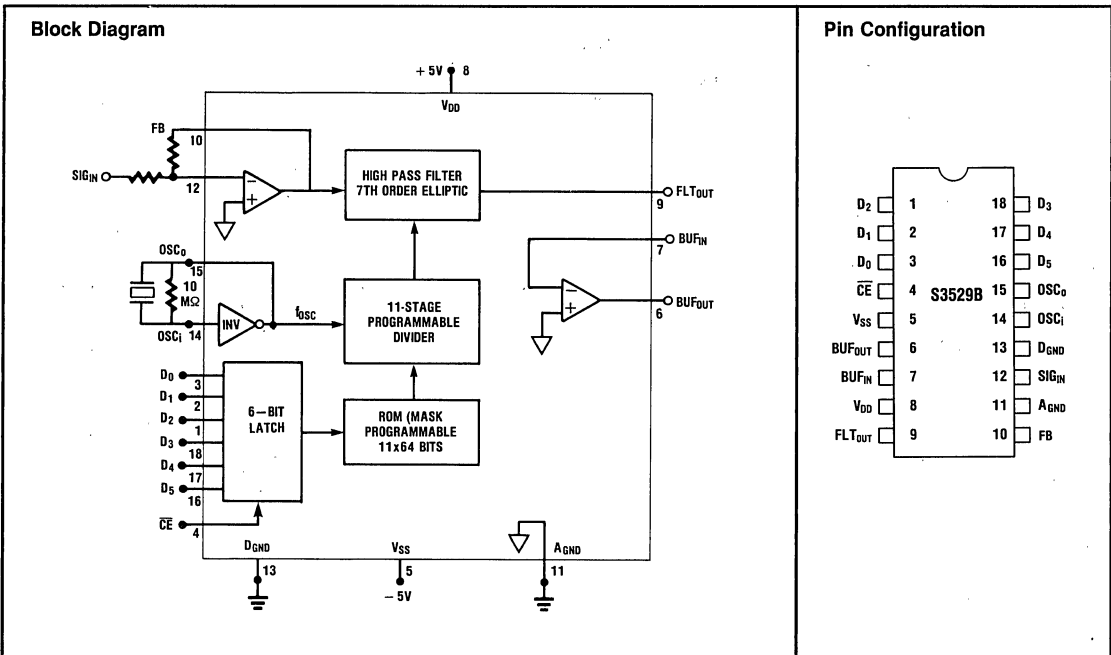 Block Diagram
+ 5V 8
VDD
FB
10
SIGIN
12
HIGH PASS FILTER
7TH ORDER ELLIPTIC
FLTOUT
9
BUFIN
7
BUFOUT
6
OSCo
15
10
MΩ
OSCi 14
INV
fOSC
11-STAGE
PROGRAMMABLE
DIVIDER
D0
3
D1
2
D2
1
D3
18
D4
17
D5
16
CE
4
6–BIT
LATCH
ROM (MASK
PROGRAMMABLE
11x64 BITS
DGND
13
VSS
5
– 5V
AGND
11
Pin Configuration
S3529B
D2 1 18 D3
D1 2 17 D4
D0 3 16 D5
CE 4 15 OSCo
VSS 5 14 OSCi
BUFOUT 6 13 DGND
BUFIN 7 12 SIGIN
VDD 8 11 AGND
FLTOUT 9 10 FB